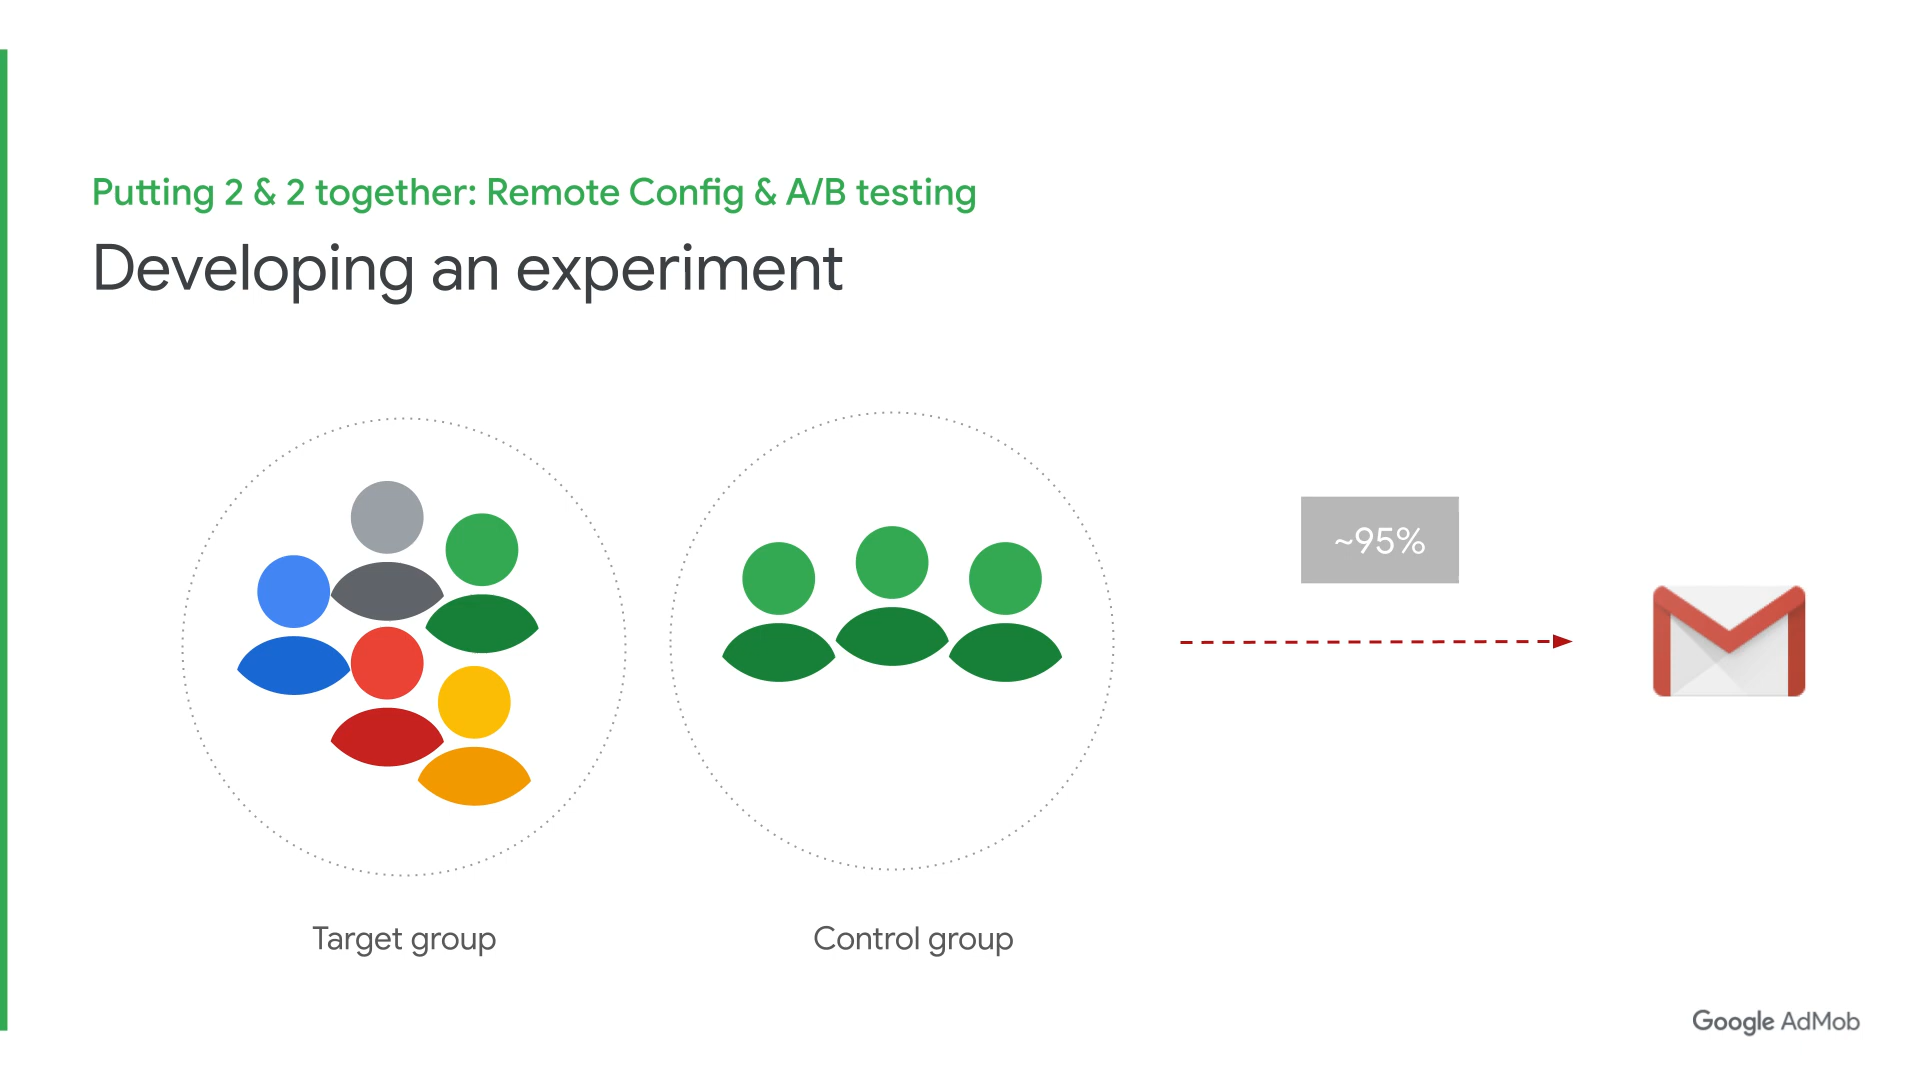 Putting 2 & 2 together: Remote Config & A/B testing
Developing an experiment
~95%
Target group
Control group
Google AdMob